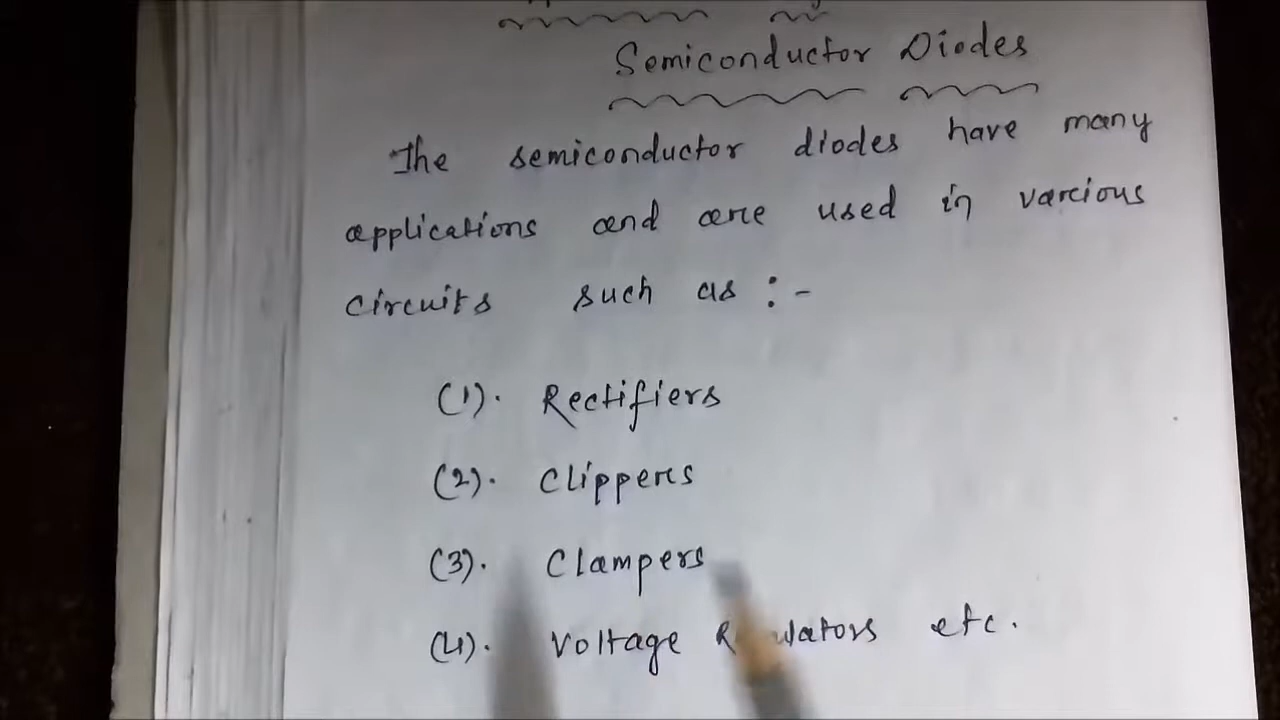 Semiconductor Diodes
The semiconductor diodes have many
applications and are used in various
circuits such as :-
(1). Rectifiers
(2). Clippers
(3). Clampers
(4). Voltage etc.